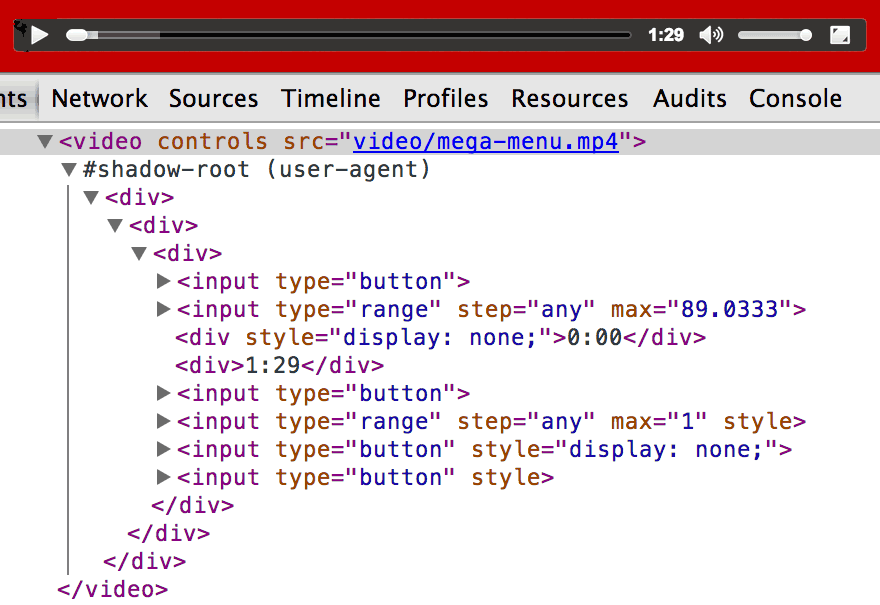 1:29
nts Network Sources Timeline Profiles Resources Audits Console
<video controls src="video/mega-menu.mp4">
#shadow-root (user-agent)
<div>
<div>
<div>
<input type="button">
<input type="range" step="any" max="89.0333">
<div style="display: none;">0:00</div>
<div>1:29</div>
<input type="button">
<input type="range" step="any" max="1" style>
<input type="button" style="display: none;">
<input type="button" style>
</div>
</div>
</div>
</video>